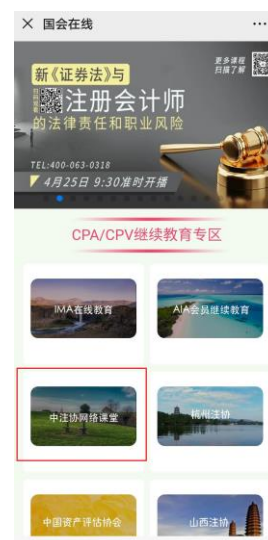 × 国会在线 ···
更多课程
扫描了解
新《证券法》与
注册会计师
的法律责任和职业风险
TEL:400-063-0318
4月25日 9:30准时开播
CPA/CPV继续教育专区
IMA在线教育
AIA会员继续教育
中注协网络课堂
杭州注协
中国资产评估协会
山西注协